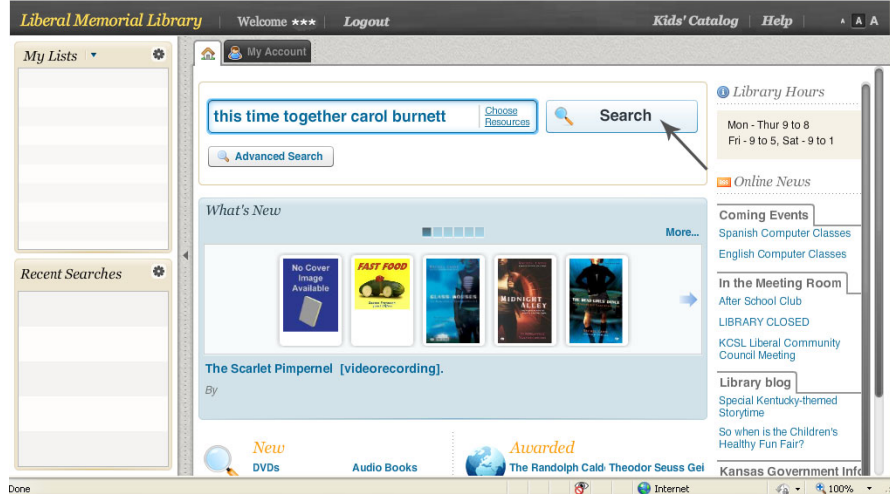 Liberal Memorial Library
Welcome ***
Logout
Kids' Catalog
Help
A A A
My Lists
My Account
this time together carol burnett
Choose
Resources
Search
Advanced Search
Library Hours
Mon - Thur 9 to 8
Fri - 9 to 5, Sat - 9 to 1
Online News
What's New
More...
No Cover
Image
Available
FAST FOOD
MIDNIGHT
ALLEY
The Scarlet Pimpernel [videorecording].
By
Coming Events
Spanish Computer Classes
English Computer Classes
In the Meeting Room
After School Club
LIBRARY CLOSED
KCSL Liberal Community
Council Meeting
Library blog
Special Kentucky-themed
Storytime
So when is the Children's
Healthy Fun Fair?
Kansas Government Info
Recent Searches
New
DVDs
Audio Books
Awarded
The Randolph Cald
Theodor Seuss Gei
Done
Internet
100%